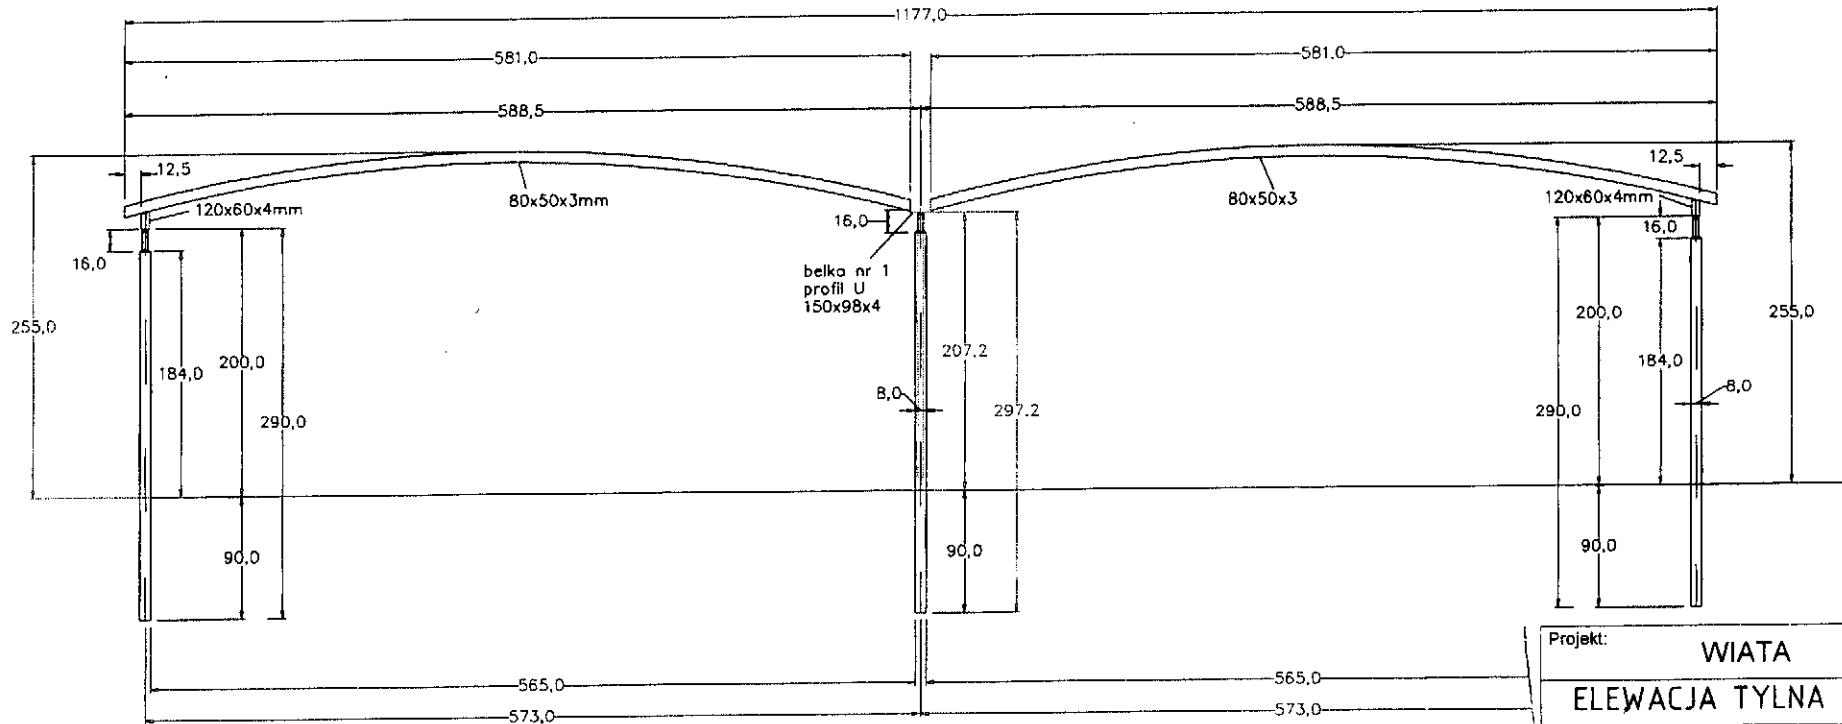 1177,0
581,0
581,0
588,5
588,5
12,5
12,5
120x60x4mm
80x50x3mm
80x50x3
120x60x4mm
16,0
16,0
16,0
belka nr 1
profil U
150x98x4
255,0
184,0
200,0
290,0
207.2
8,0
297.2
200,0
255,0
184,0
290,0
8,0
90,0
90,0
90,0
565,0
565,0
573,0
573,0
Projekt:
WIATA
ELEWACJA TYLNA